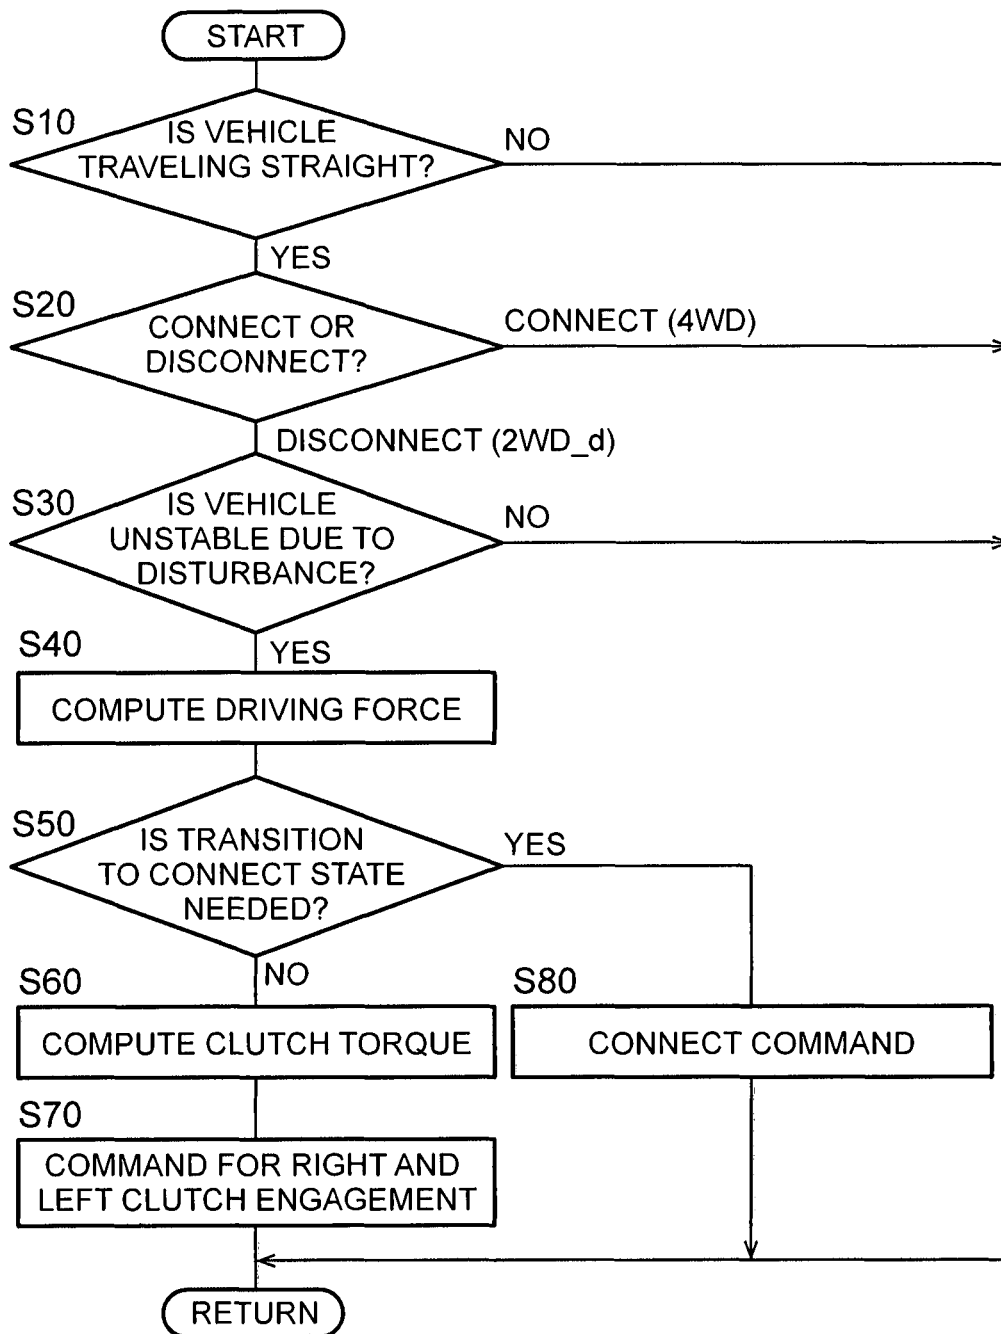 START
S10
IS VEHICLE
TRAVELING STRAIGHT?
NO
YES
S20
CONNECT OR
DISCONNECT?
CONNECT (4WD)
DISCONNECT (2WD_d)
S30
IS VEHICLE
UNSTABLE DUE TO
DISTURBANCE?
NO
YES
S40
COMPUTE DRIVING FORCE
S50
IS TRANSITION
TO CONNECT STATE
NEEDED?
YES
NO
S60
COMPUTE CLUTCH TORQUE
S80
CONNECT COMMAND
S70
COMMAND FOR RIGHT AND
LEFT CLUTCH ENGAGEMENT
RETURN